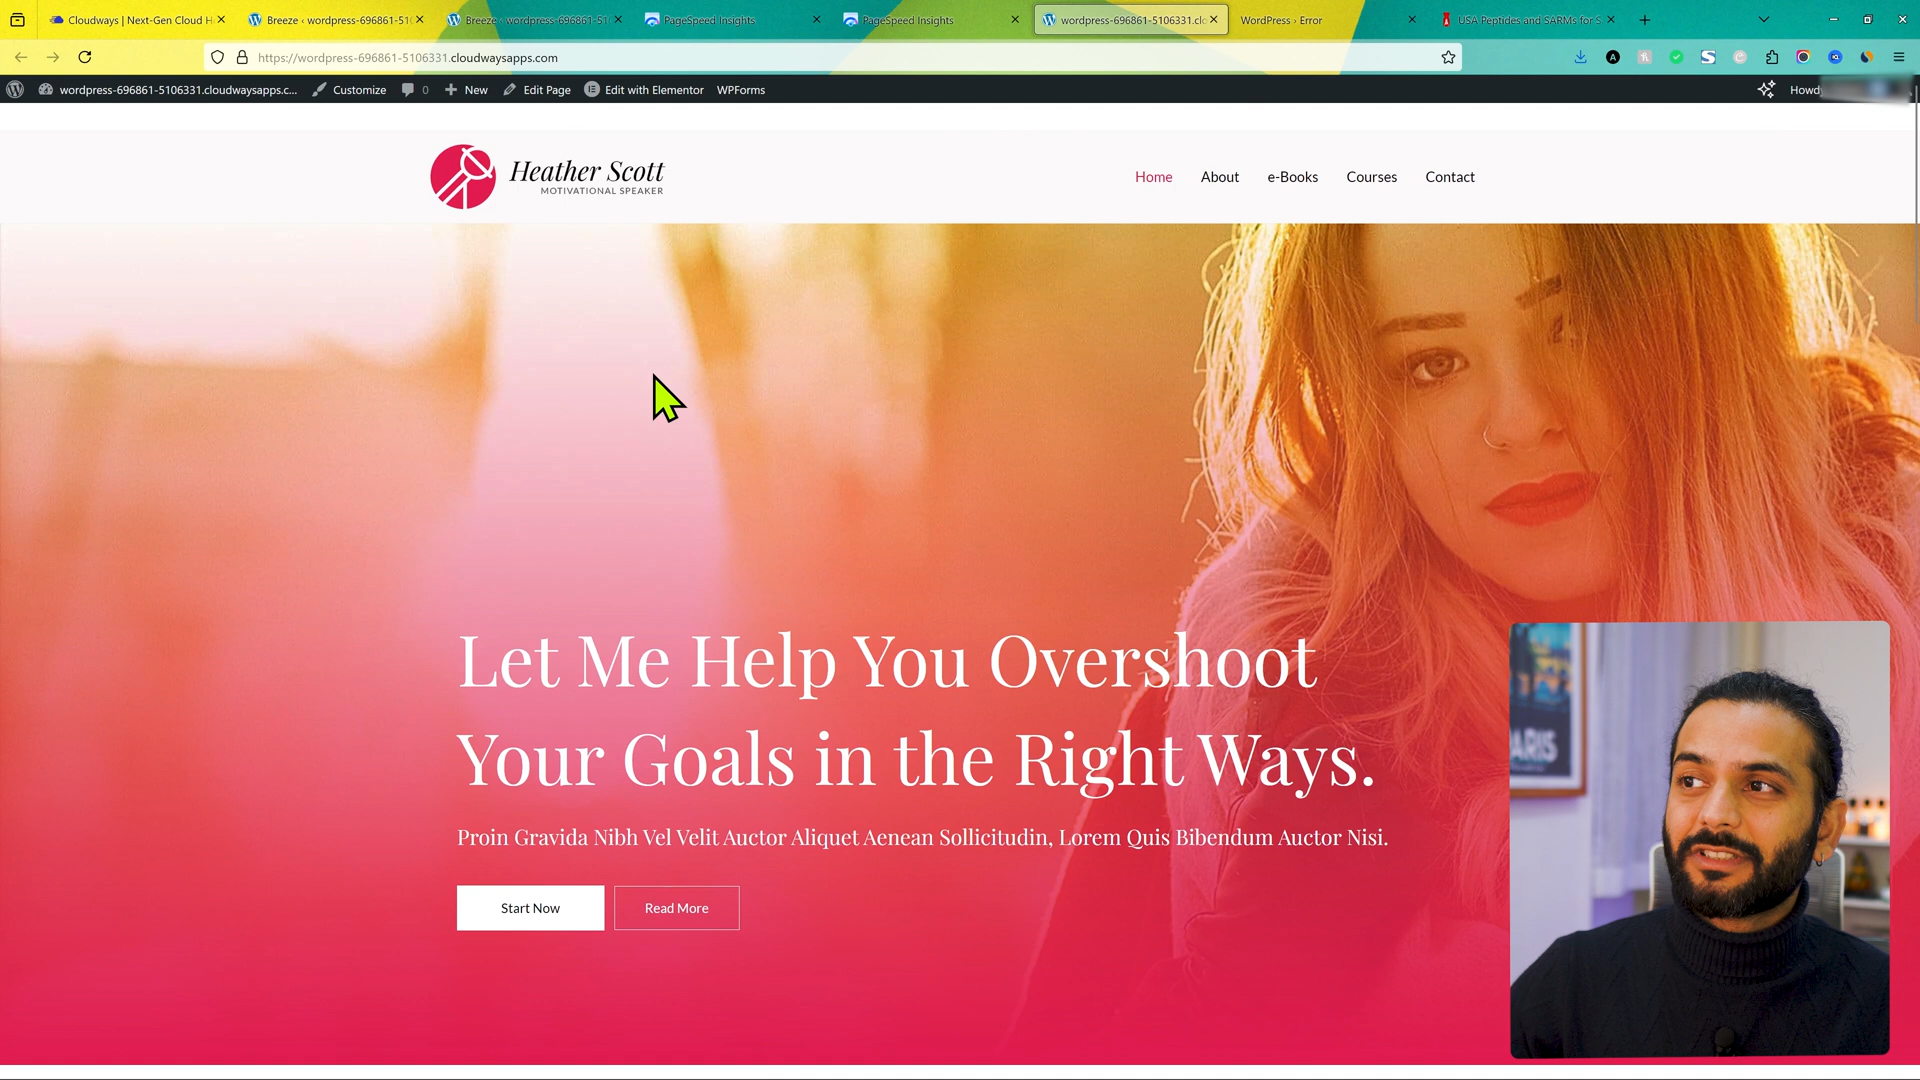 Cloudways | Next-Gen Cloud H
Breeze ‹ wordpress-696861-510
Breeze ‹ wordpress-696861-51
PageSpeed Insights
PageSpeed Insights
wordpress-696861-5106331.clo
WordPress › Error
USA Peptides and SARMs for S
https://wordpress-696861-5106331.cloudwaysapps.com
wordpress-696861-5106331.cloudwaysapps.c...
Customize
0
New
Edit Page
Edit with Elementor
WPForms
Howdy
Heather Scott
MOTIVATIONAL SPEAKER
Home
About
e-Books
Courses
Contact
Let Me Help You Overshoot
Your Goals in the Right Ways.
Proin Gravida Nibh Vel Velit Auctor Aliquet Aenean Sollicitudin, Lorem Quis Bibendum Auctor Nisi.
Start Now
Read More
PARIS